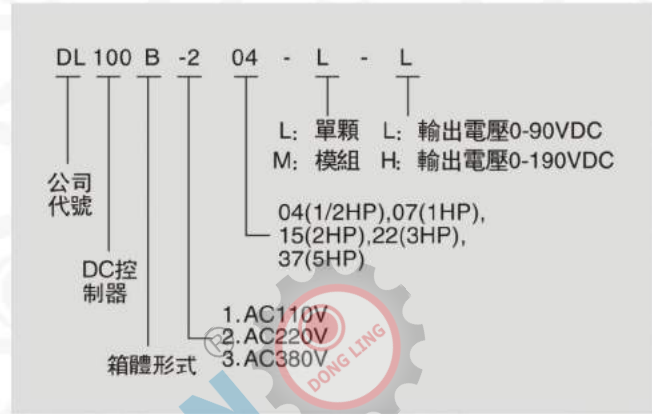 DL 100 B -2 04 - L - L
L: 單顆 L: 輸出電壓0-90VDC
M: 模組 H: 輸出電壓0-190VDC
公司
代號
04(1/2HP),07(1HP),
15(2HP),22(3HP),
37(5HP)
DC控
制器
1.AC110V
2.AC220V
3.AC380V
箱體形式
®
DONG LING
N